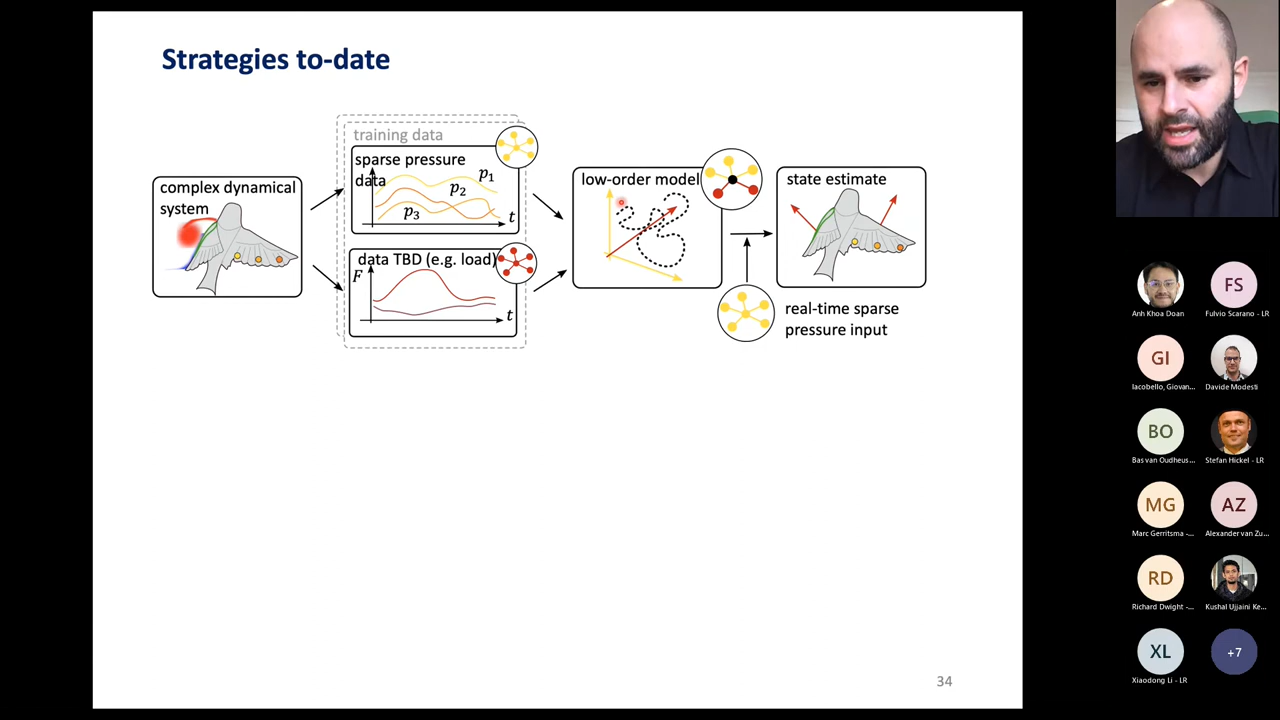 Strategies to-date
complex dynamical
system
training data
sparse pressure
data
p1
p2
p3
t
data TBD (e.g. load)
F
t
low-order model
state estimate
real-time sparse
pressure input
34
Anh Khoa Doan
FS
Fulvio Scarano - LR
GI
Iacobello, Giovan...
Davide Modesti
BO
Bas van Oudheus...
Stefan Hickel - LR
MG
Marc Gerritsma -...
AZ
Alexander van Zu...
RD
Richard Dwight -...
Kushal Ujjaini Ke...
XL
Xiaodong Li - LR
+7